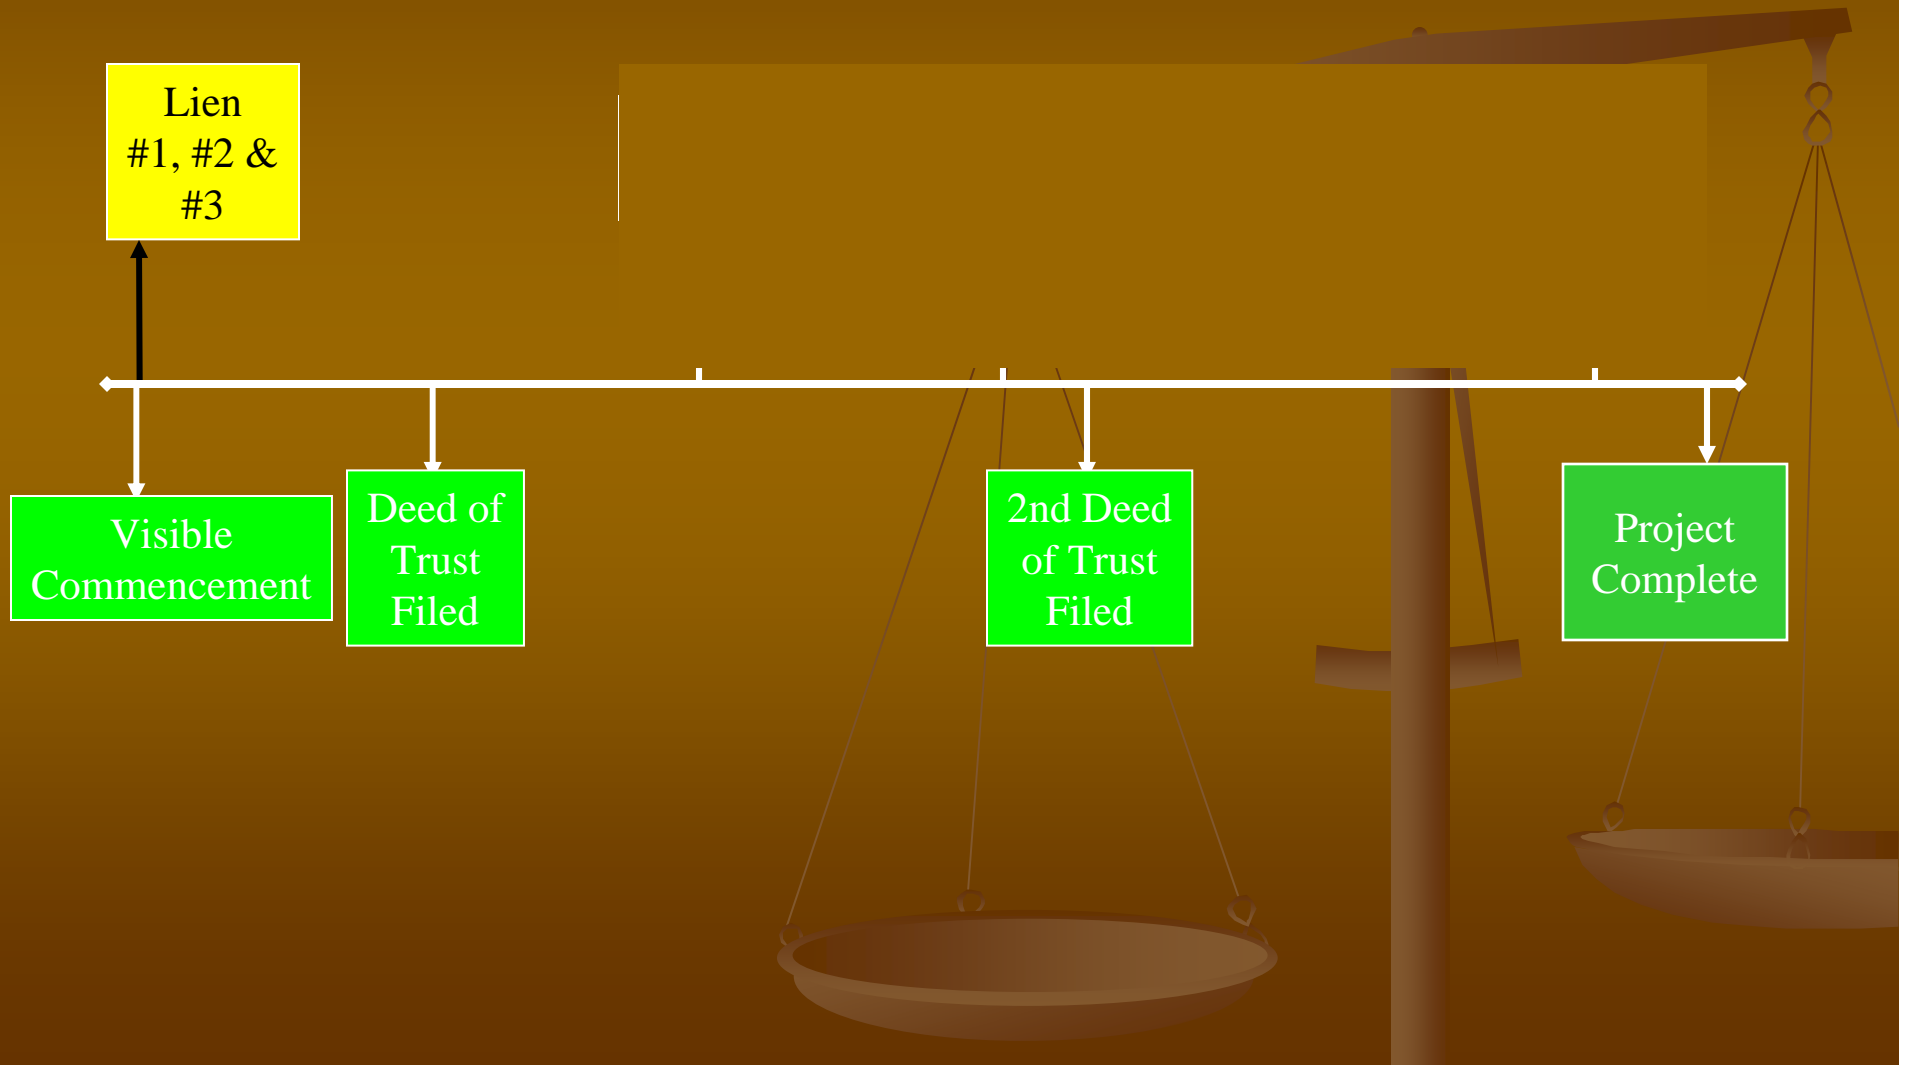 Lien
#1, #2 &
#3
Visible
Commencement
Deed of
Trust
Filed
2nd Deed
of Trust
Filed
Project
Complete